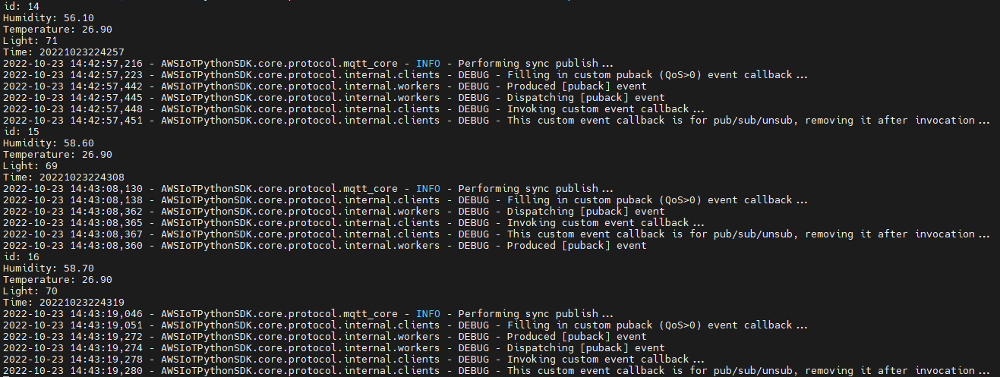 id: 14
Humidity: 56.10
Temperature: 26.90
Light: 71
Time: 20221023224257
2022-10-23 14:42:57,216 - AWSIoTPythonSDK.core.protocol.mqtt_core - INFO - Performing sync publish...
2022-10-23 14:42:57,223 - AWSIoTPythonSDK.core.protocol.internal.clients - DEBUG - Filling in custom puback (QoS>0) event callback...
2022-10-23 14:42:57,442 - AWSIoTPythonSDK.core.protocol.internal.workers - DEBUG - Produced [puback] event
2022-10-23 14:42:57,445 - AWSIoTPythonSDK.core.protocol.internal.workers - DEBUG - Dispatching [puback] event
2022-10-23 14:42:57,448 - AWSIoTPythonSDK.core.protocol.internal.clients - DEBUG - Invoking custom event callback...
2022-10-23 14:42:57,451 - AWSIoTPythonSDK.core.protocol.internal.clients - DEBUG - This custom event callback is for pub/sub/unsub, removing it after invocation...
id: 15
Humidity: 58.60
Temperature: 26.90
Light: 69
Time: 20221023224308
2022-10-23 14:43:08,130 - AWSIoTPythonSDK.core.protocol.mqtt_core - INFO - Performing sync publish...
2022-10-23 14:43:08,138 - AWSIoTPythonSDK.core.protocol.internal.clients - DEBUG - Filling in custom puback (QoS>0) event callback...
2022-10-23 14:43:08,362 - AWSIoTPythonSDK.core.protocol.internal.workers - DEBUG - Dispatching [puback] event
2022-10-23 14:43:08,365 - AWSIoTPythonSDK.core.protocol.internal.clients - DEBUG - Invoking custom event callback...
2022-10-23 14:43:08,367 - AWSIoTPythonSDK.core.protocol.internal.clients - DEBUG - This custom event callback is for pub/sub/unsub, removing it after invocation...
2022-10-23 14:43:08,360 - AWSIoTPythonSDK.core.protocol.internal.workers - DEBUG - Produced [puback] event
id: 16
Humidity: 58.70
Temperature: 26.90
Light: 70
Time: 20221023224319
2022-10-23 14:43:19,046 - AWSIoTPythonSDK.core.protocol.mqtt_core - INFO - Performing sync publish...
2022-10-23 14:43:19,051 - AWSIoTPythonSDK.core.protocol.internal.clients - DEBUG - Filling in custom puback (QoS>0) event callback...
2022-10-23 14:43:19,272 - AWSIoTPythonSDK.core.protocol.internal.workers - DEBUG - Produced [puback] event
2022-10-23 14:43:19,274 - AWSIoTPythonSDK.core.protocol.internal.workers - DEBUG - Dispatching [puback] event
2022-10-23 14:43:19,278 - AWSIoTPythonSDK.core.protocol.internal.clients - DEBUG - Invoking custom event callback...
2022-10-23 14:43:19,280 - AWSIoTPythonSDK.core.protocol.internal.clients - DEBUG - This custom event callback is for pub/sub/unsub, removing it after invocation...